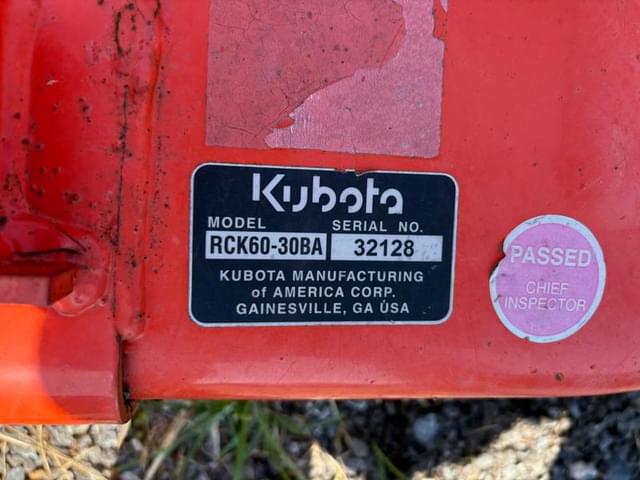 Kubota
MODEL SERIAL NO.
RCK60-30BA 32128
KUBOTA MANUFACTURING
of AMERICA CORP.
GAINESVILLE, GA USA
PASSED
CHIEF
INSPECTOR